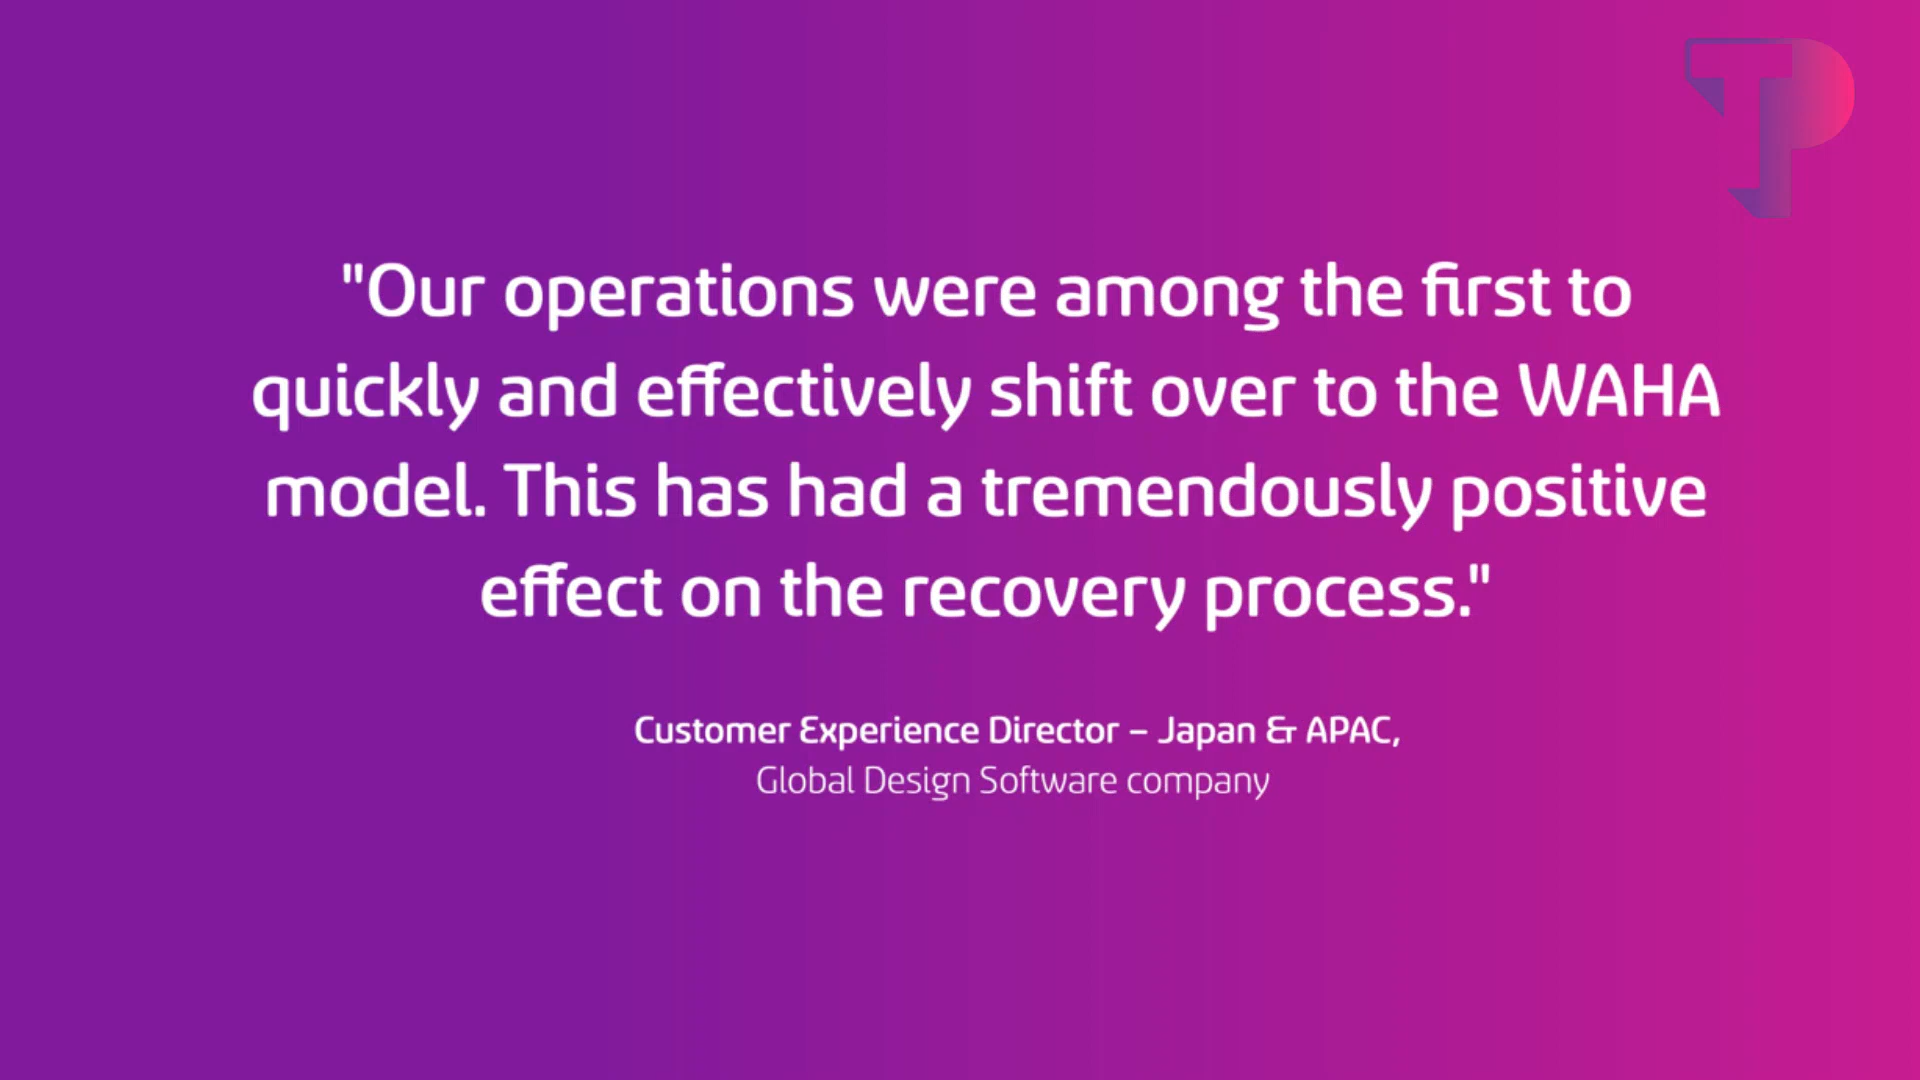 "Our operations were among the first to
quickly and effectively shift over to the WAHA
model. This has had a tremendously positive
effect on the recovery process."
Customer Experience Director – Japan & APAC,
Global Design Software company
TP